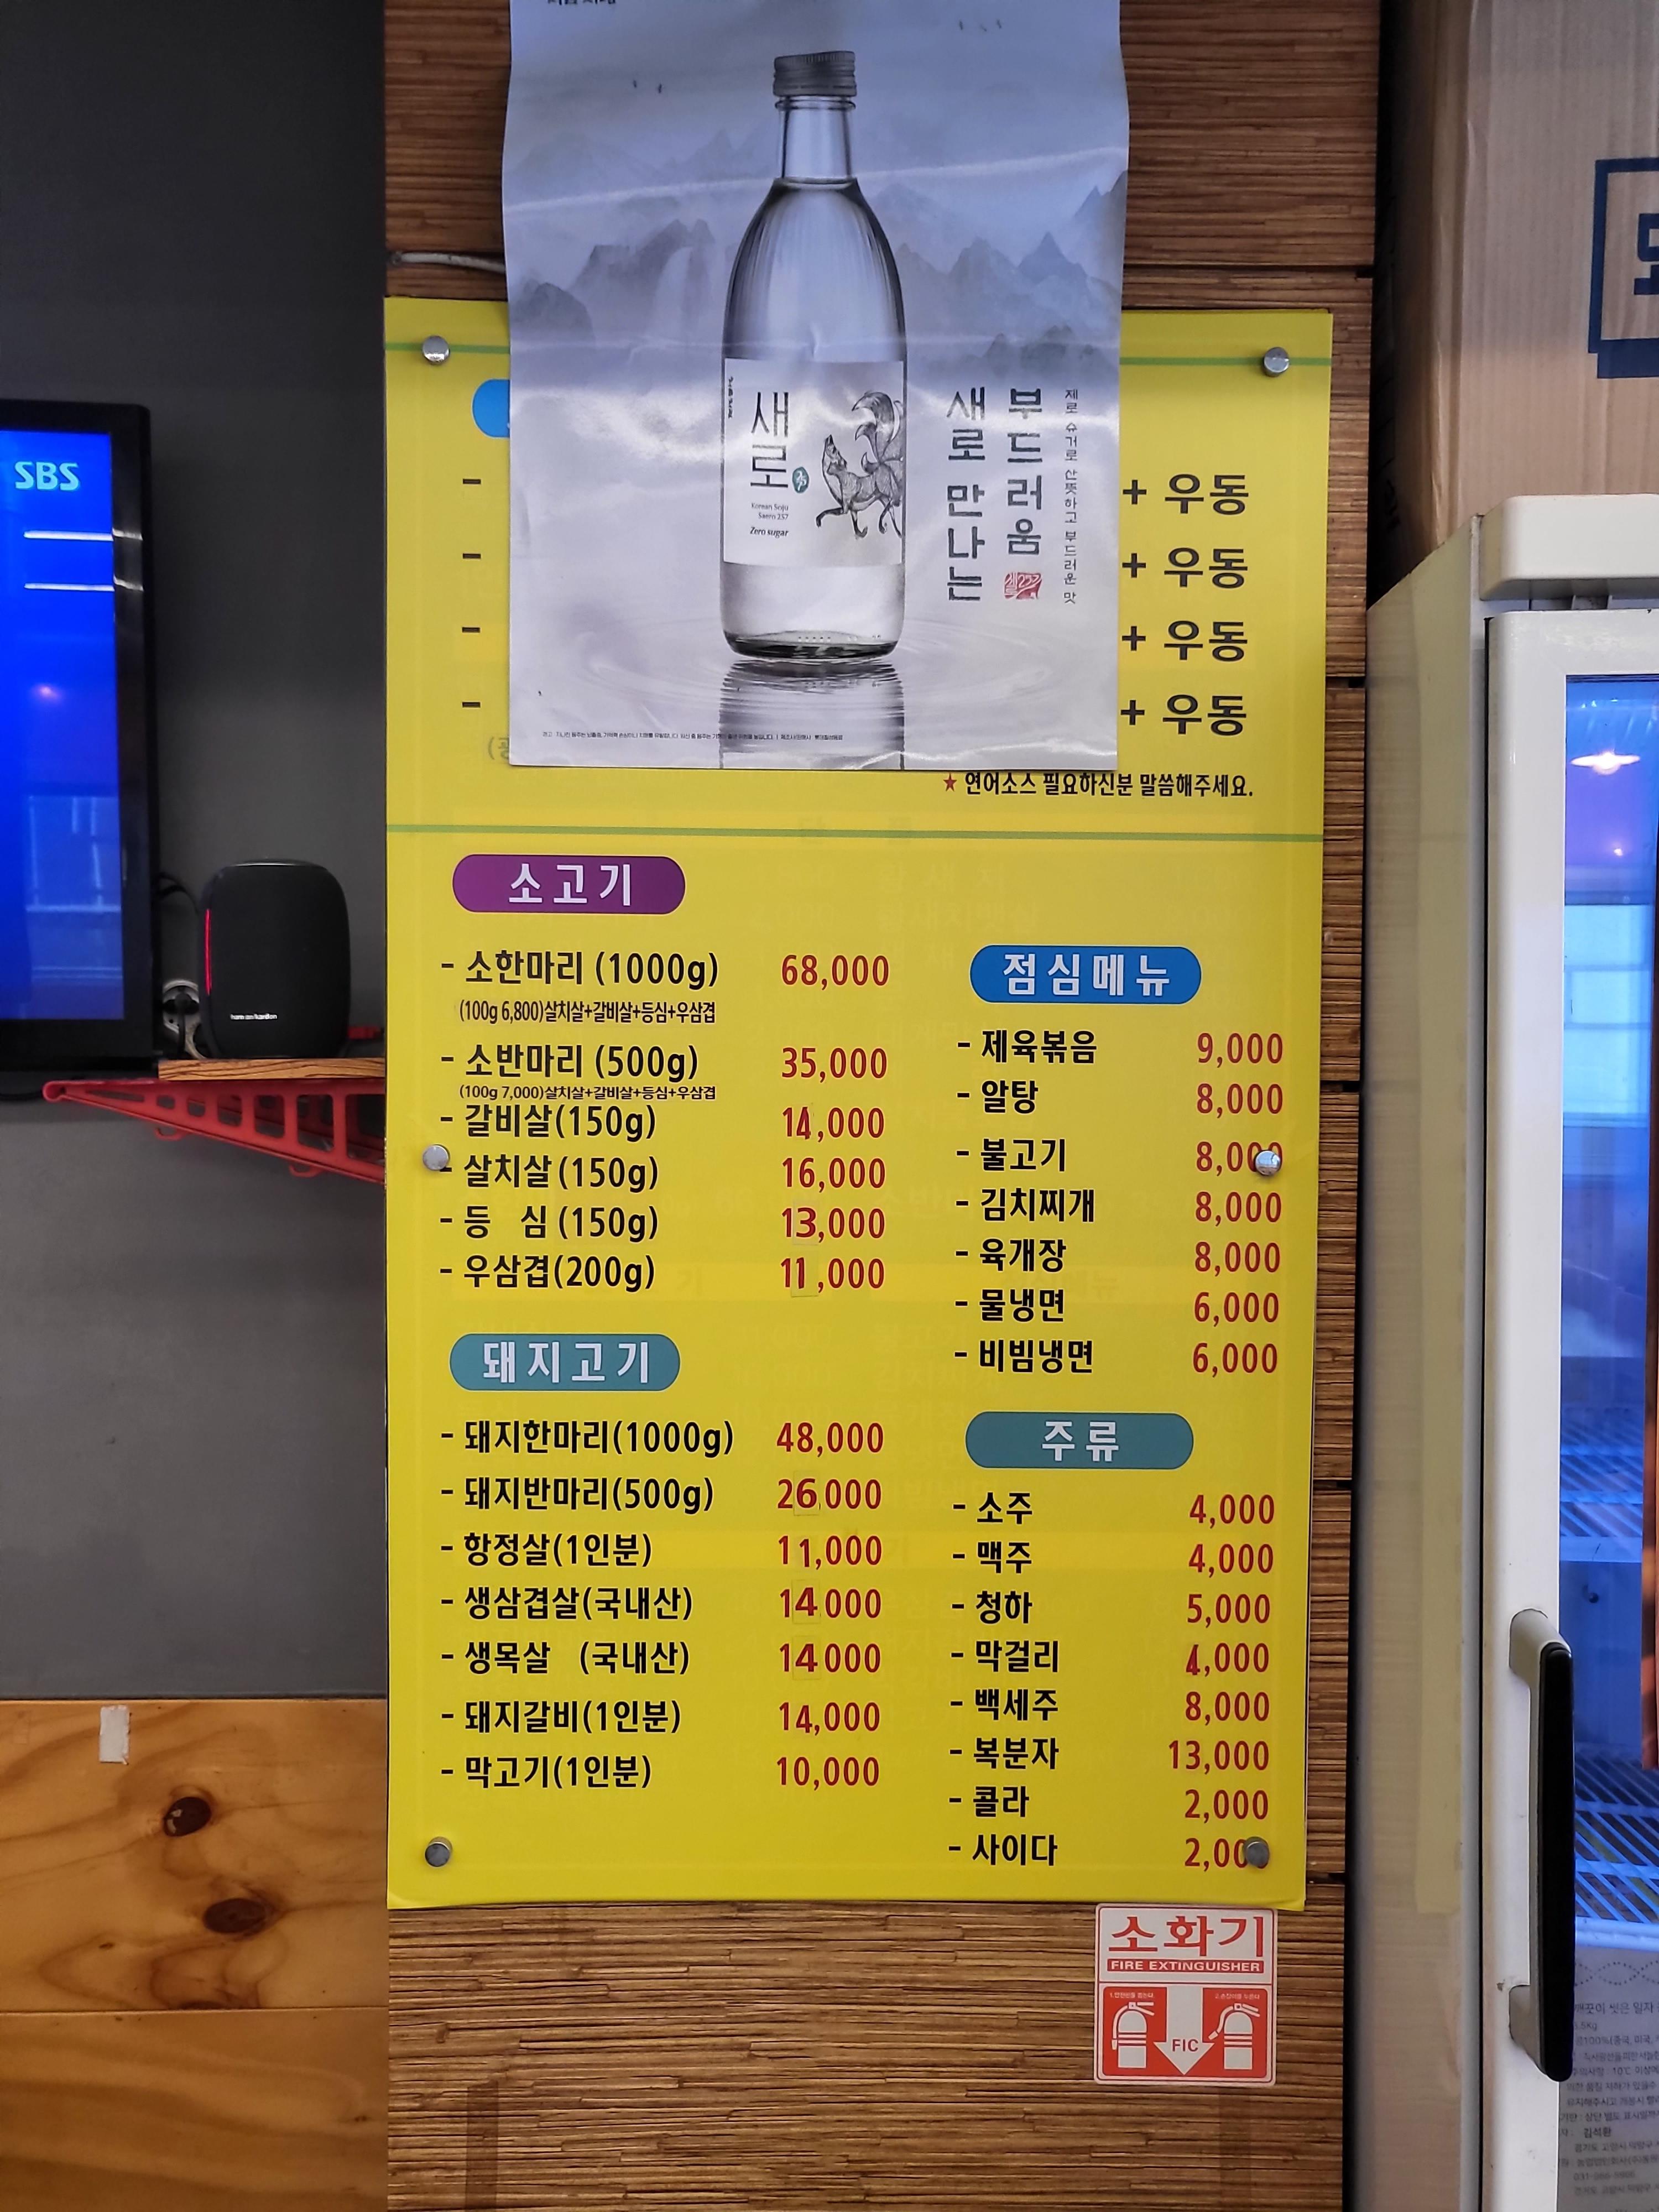 SBS
새로
Korean Soju
Saero 257
Zero sugar
제로 슈거로 산뜻하고 부드러운 맛
부드러움
새로 만나는
+ 우동
+ 우동
+ 우동
+ 우동
★ 연어소스 필요하신분 말씀해주세요.
소고기
- 소한마리 (1000g) 68,000
(100g 6,800)살치살+갈비살+등심+우삼겹
- 소반마리 (500g) 35,000
(100g 7,000)살치살+갈비살+등심+우삼겹
- 갈비살(150g) 14,000
- 살치살(150g) 16,000
- 등 심(150g) 13,000
- 우삼겹(200g) 11,000
돼지고기
- 돼지한마리(1000g) 48,000
- 돼지반마리(500g) 26,000
- 항정살(1인분) 11,000
- 생삼겹살(국내산) 14000
- 생목살 (국내산) 14000
- 돼지갈비(1인분) 14,000
- 막고기(1인분) 10,000
점심메뉴
- 제육볶음 9,000
- 알탕 8,000
- 불고기 8,000
- 김치찌개 8,000
- 육개장 8,000
- 물냉면 6,000
- 비빔냉면 6,000
주류
- 소주 4,000
- 맥주 4,000
- 청하 5,000
- 막걸리 4,000
- 백세주 8,000
- 복분자 13,000
- 콜라 2,000
- 사이다 2,000
harman/kardon
소화기
FIRE EXTINGUISHER
FIC
김석환